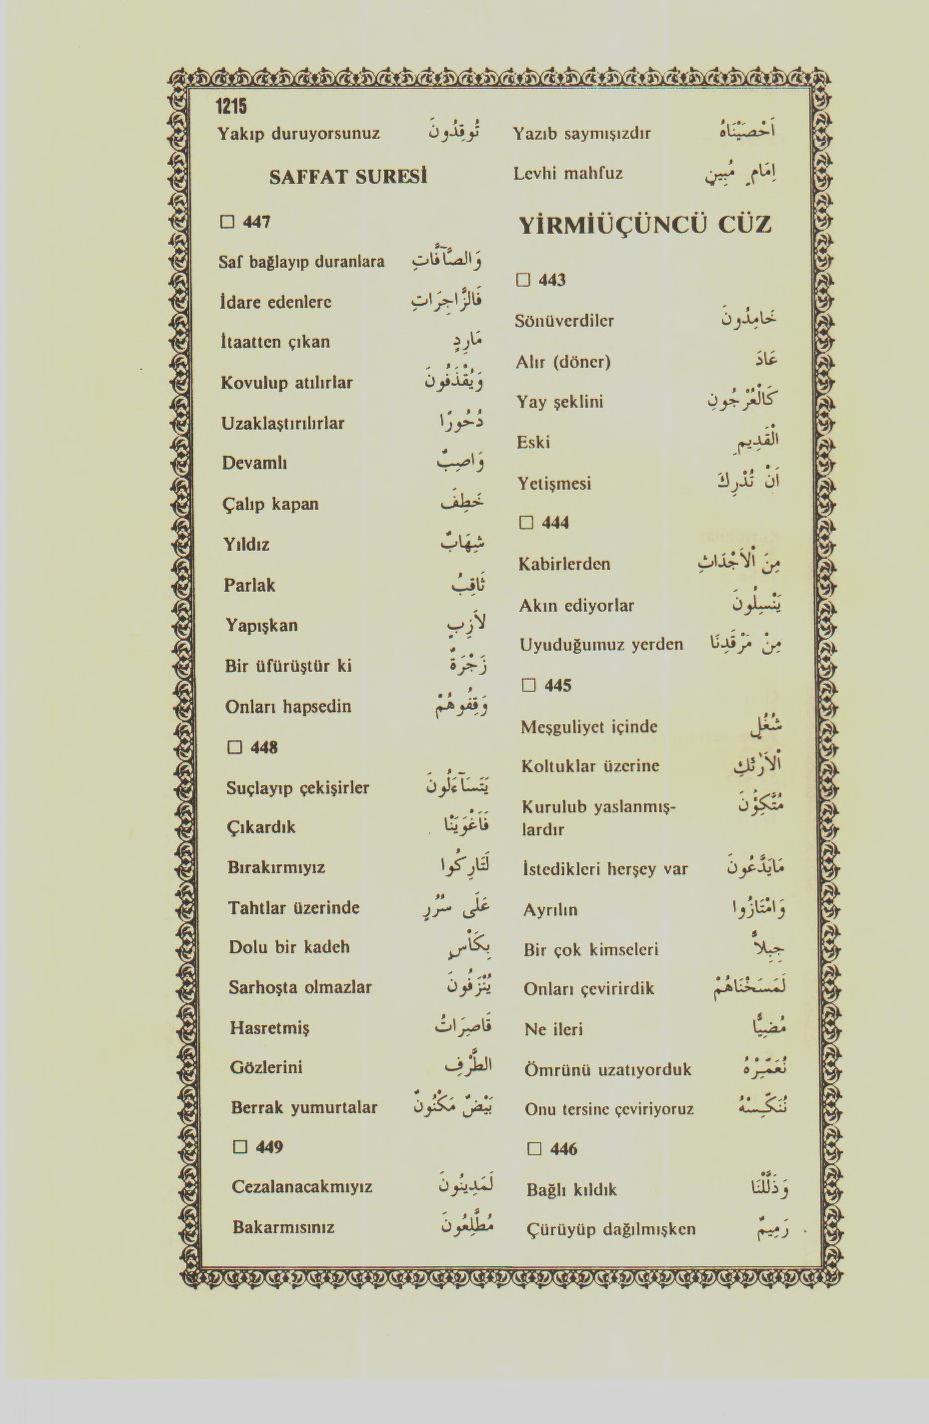 1215
Yazıb saymışızdır اَحْصَيْنَاهُ
Levhi mahfuz اِمَامٍ مُبِينٍ
YİRMİÜÇÜNCÜ CÜZ
□ 443
Sönüverdiler خَامِدُونَ
Alır (döner) عَادَ
Yay şeklini كَالْعُرْجُونِ
Eski الْقَدِيمِ
Yetişmesi اَنْ تُدْرِكَ
□ 444
Kabirlerden مِنَ الْاَجْدَاثِ
Akın ediyorlar يَنْسِلُونَ
Uyuduğumuz yerden مِنْ مَرْقَدِنَا
□ 445
Meşguliyet içinde شُغُلٍ
Koltuklar üzerine الْاَرَائِكِ
Kurulub yaslanmış- مُتَّكِؤُنَ
lardır
İstedikleri herşey var مَايَدَّعُونَ
Ayrılın وَامْتَازُوا
Bir çok kimseleri جِبِلاًّ
Onları çevirirdik لَمَسَخْنَاهُمْ
Ne ileri مُضِيًّا
Ömrünü uzatıyorduk نُعَمِّرْهُ
Onu tersine çeviriyoruz نُنَكِّسْهُ
□ 446
Bağlı kıldık وَذَلَّلْنَا
Çürüyüp dağılmışken رَمِيمٌ
Yakıp duruyorsunuz تُوقِدُونَ
SAFFAT SURESİ
□ 447
Saf bağlayıp duranlara وَالصَّآفَّاتِ
İdare edenlere فَالزَّاجِرَاتِ
İtaatten çıkan مَارِدٍ
Kovulup atılırlar وَيُقْذَفُونَ
Uzaklaştırılırlar دُحُورًا
Devamlı وَاصِبٌ
Çalıp kapan خَطِفَ
Yıldız شِهَابٌ
Parlak ثَاقِبٌ
Yapışkan لَازِبٍ
Bir üfürüştür ki زَجْرَةٌ
Onları hapsedin وَقِفُوهُمْ
□ 448
Suçlayıp çekişirler يَتَسَآءَلُونَ
Çıkardık فَاَغْوَيْنَا
Bırakırmıyız لَتَارِكُوا
Tahtlar üzerinde عَلَى سُرُرٍ
Dolu bir kadeh بِكَاْسٍ
Sarhoşta olmazlar يُنْزَفُونَ
Hasretmiş قَاصِرَاتُ
Gözlerini الطَّرْفِ
Berrak yumurtalar بَيْضٌ مَكْنُونٌ
□ 449
Cezalanacakmıyız لَمَدِينُونَ
Bakarmısınız مُطَّلِعُونَ